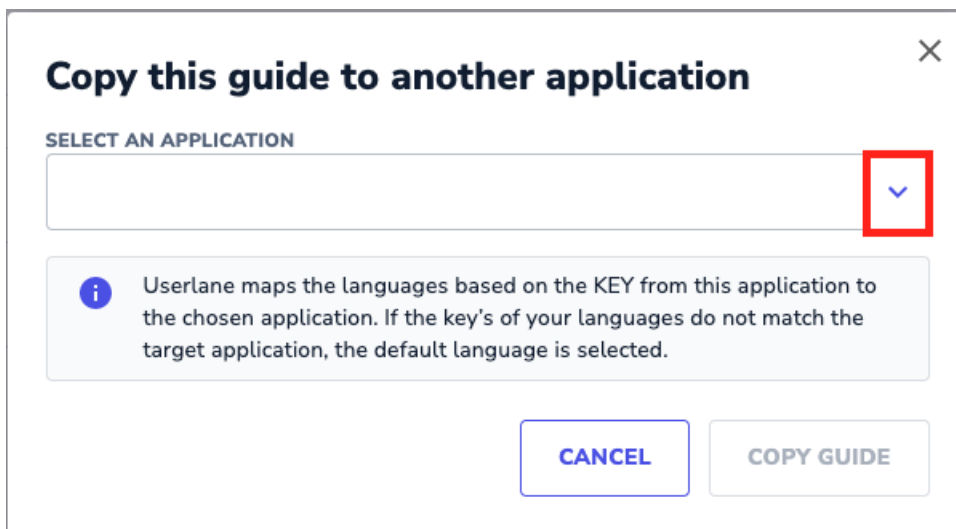 Copy this guide to another application
SELECT AN APPLICATION
Userlane maps the languages based on the KEY from this application to
the chosen application. If the key's of your languages do not match the
target application, the default language is selected.
CANCEL
COPY GUIDE